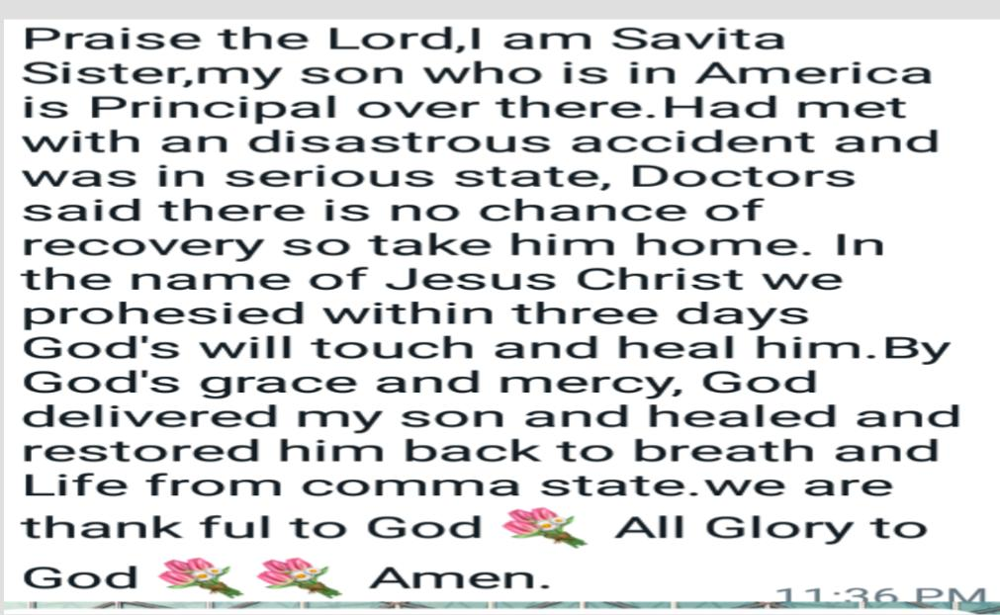 Praise the Lord,I am Savita
Sister,my son who is in America
is Principal over there.Had met
with an disastrous accident and
was in serious state, Doctors
said there is no chance of
recovery so take him home. In
the name of Jesus Christ we
prohesied within three days
God's will touch and heal him.By
God's grace and mercy, God
delivered my son and healed and
restored him back to breath and
Life from comma state.we are
thank ful to God 💐 All Glory to
God 💐 💐 Amen.
11:36 PM